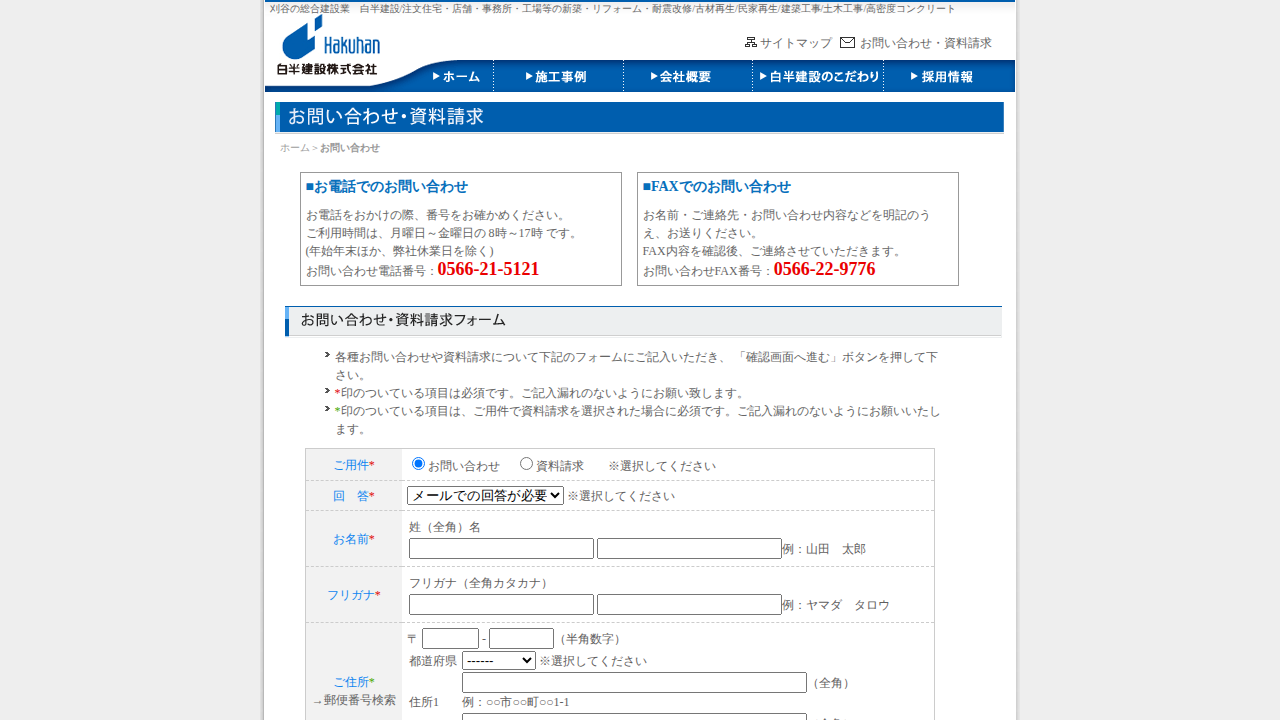 刈谷の総合建設業　白半建設/注文住宅・店舗・事務所・工場等の新築・リフォーム・耐震改修/古材再生/民家再生/建築工事/土木工事/高密度コンクリート
Hakuhan
白半建設株式会社
サイトマップ　お問い合わせ・資料請求
ホーム　施工事例　会社概要　白半建設のこだわり　採用情報
お問い合わせ・資料請求
ホーム > お問い合わせ
■お電話でのお問い合わせ
お電話をおかけの際、番号をお確かめください。
ご利用時間は、月曜日～金曜日の 8時～17時 です。
(年始年末ほか、弊社休業日を除く)
お問い合わせ電話番号：0566-21-5121
■FAXでのお問い合わせ
お名前・ご連絡先・お問い合わせ内容などを明記のう
え、お送りください。
FAX内容を確認後、ご連絡させていただきます。
お問い合わせFAX番号：0566-22-9776
お問い合わせ・資料請求フォーム
各種お問い合わせや資料請求について下記のフォームにご記入いただき、 「確認画面へ進む」ボタンを押して下
さい。
*印のついている項目は必須です。ご記入漏れのないようにお願い致します。
*印のついている項目は、ご用件で資料請求を選択された場合に必須です。ご記入漏れのないようにお願いいたし
ます。
ご用件* お問い合わせ　資料請求　※選択してください
回　答* メールでの回答が必要 ※選択してください
お名前*
姓（全角）名
例：山田　太郎
フリガナ*
フリガナ（全角カタカナ）
例：ヤマダ　タロウ
ご住所*
→郵便番号検索
〒 - （半角数字）
都道府県 ------ ※選択してください
（全角）
住所1 例：○○市○○町○○1-1